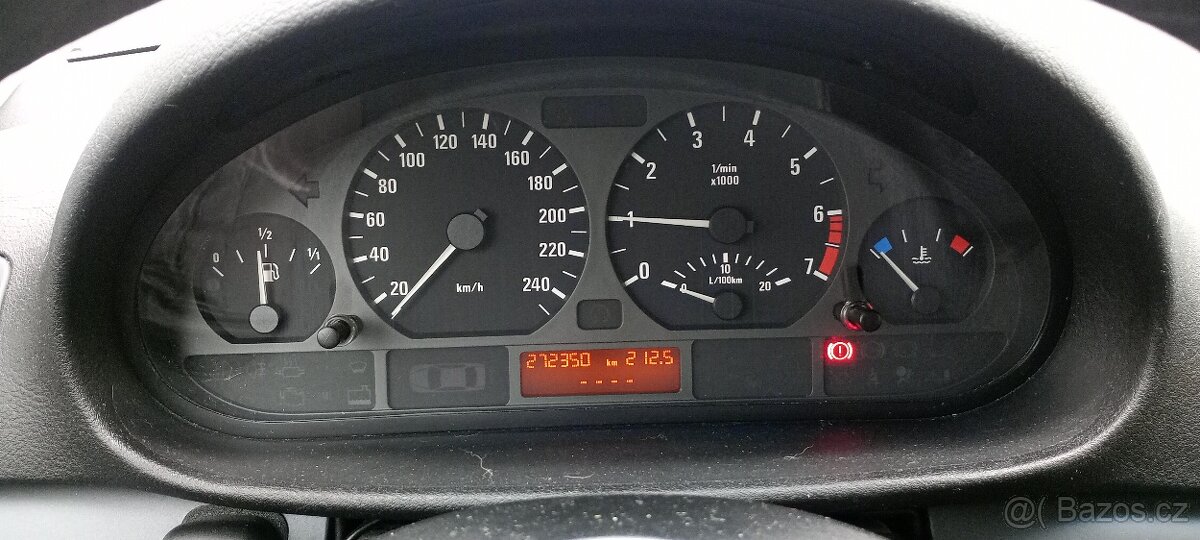 0 1/2 1/1
20 40 60 80 100 120 140 160 180 200 220 240
km/h
0 1 2 3 4 5 6 7
1/min
x1000
0 10 20
L/100km
272350 km 212.5
----
@ Bazos.cz